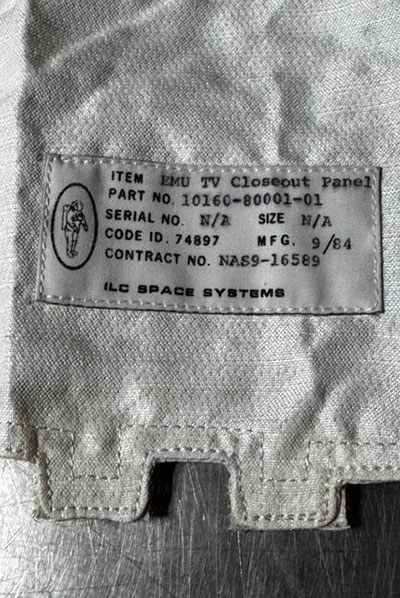 ITEM EMU TV Closeout Panel
PART NO. 10160-80001-01
SERIAL NO. N/A SIZE N/A
CODE ID. 74897 MFG. 9/84
CONTRACT NO. NAS9-16589
ILC SPACE SYSTEMS